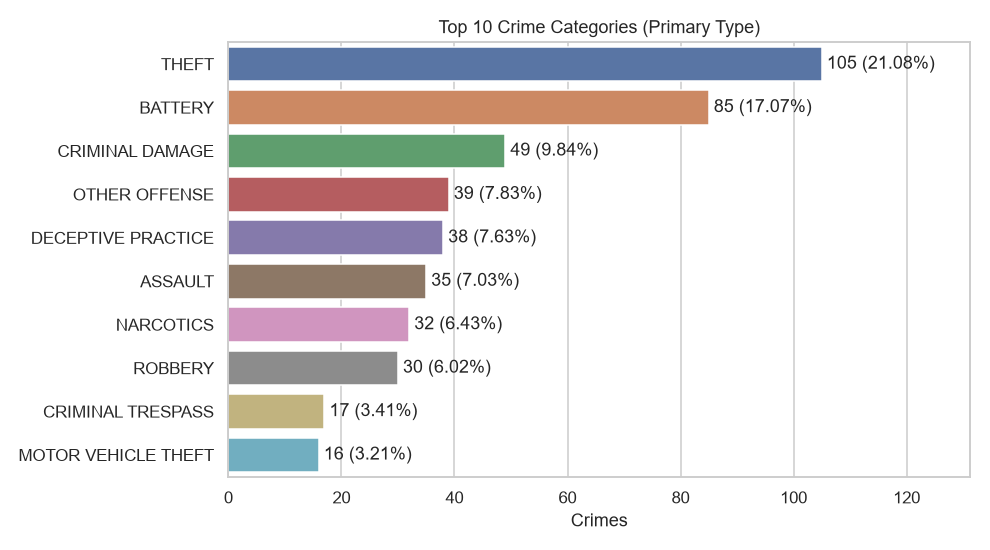 Top 10 Crime Categories (Primary Type)
THEFT 105 (21.08%)
BATTERY 85 (17.07%)
CRIMINAL DAMAGE 49 (9.84%)
OTHER OFFENSE 39 (7.83%)
DECEPTIVE PRACTICE 38 (7.63%)
ASSAULT 35 (7.03%)
NARCOTICS 32 (6.43%)
ROBBERY 30 (6.02%)
CRIMINAL TRESPASS 17 (3.41%)
MOTOR VEHICLE THEFT 16 (3.21%)
0 20 40 60 80 100 120
Crimes